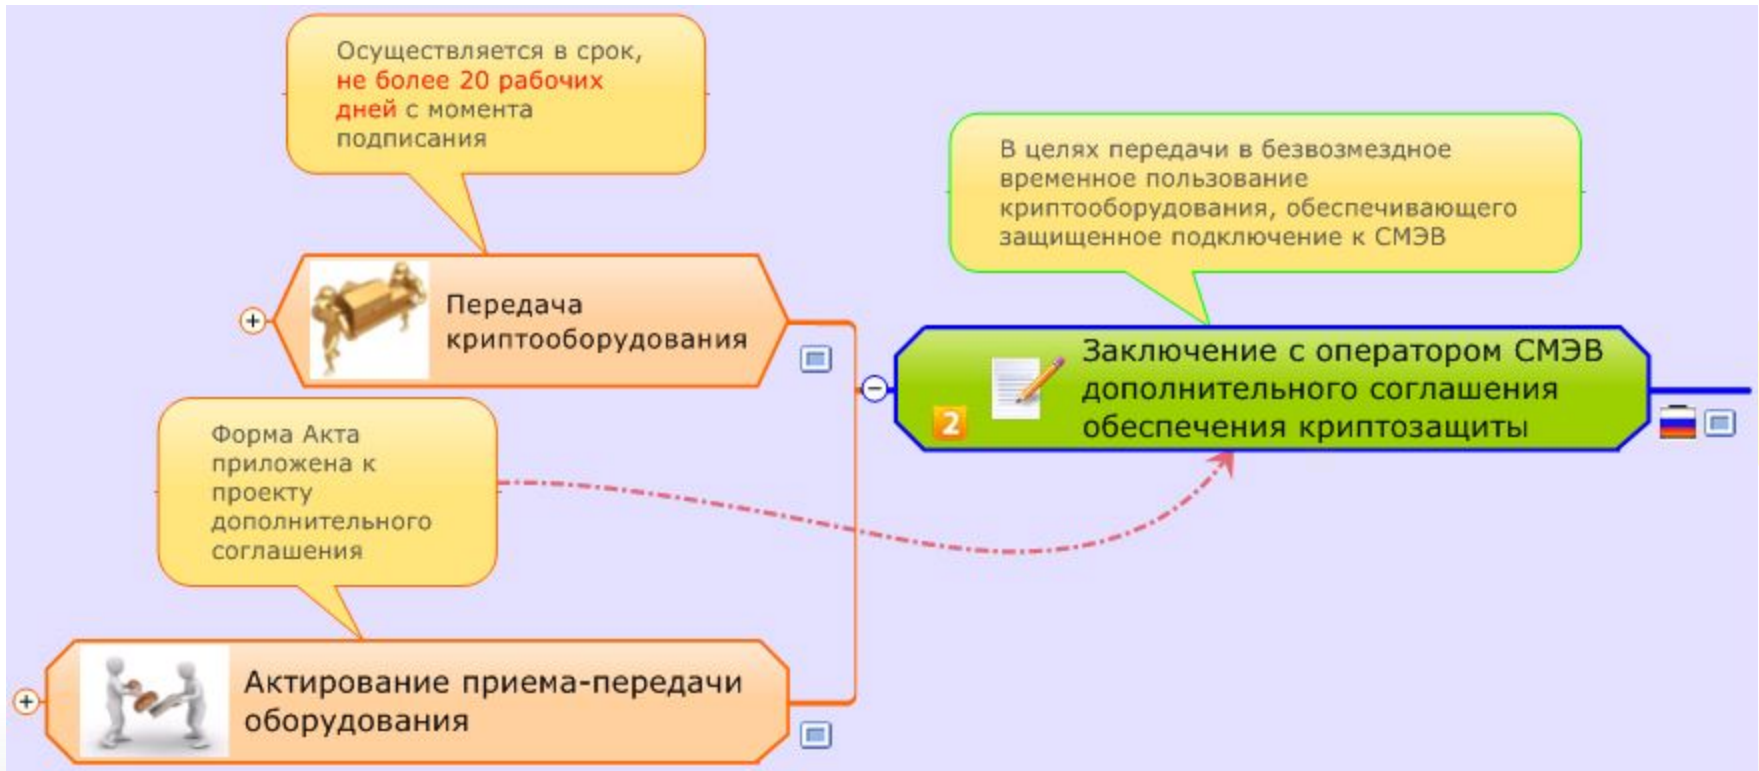 Осуществляется в срок,
не более 20 рабочих
дней с момента
подписания
В целях передачи в безвозмездное
временное пользование
криптооборудования, обеспечивающего
защищенное подключение к СМЭВ
Передача
криптооборудования
Заключение с оператором СМЭВ
дополнительного соглашения
обеспечения криптозащиты
2
Форма Акта
приложена к
проекту
дополнительного
соглашения
Актирование приема-передачи
оборудования